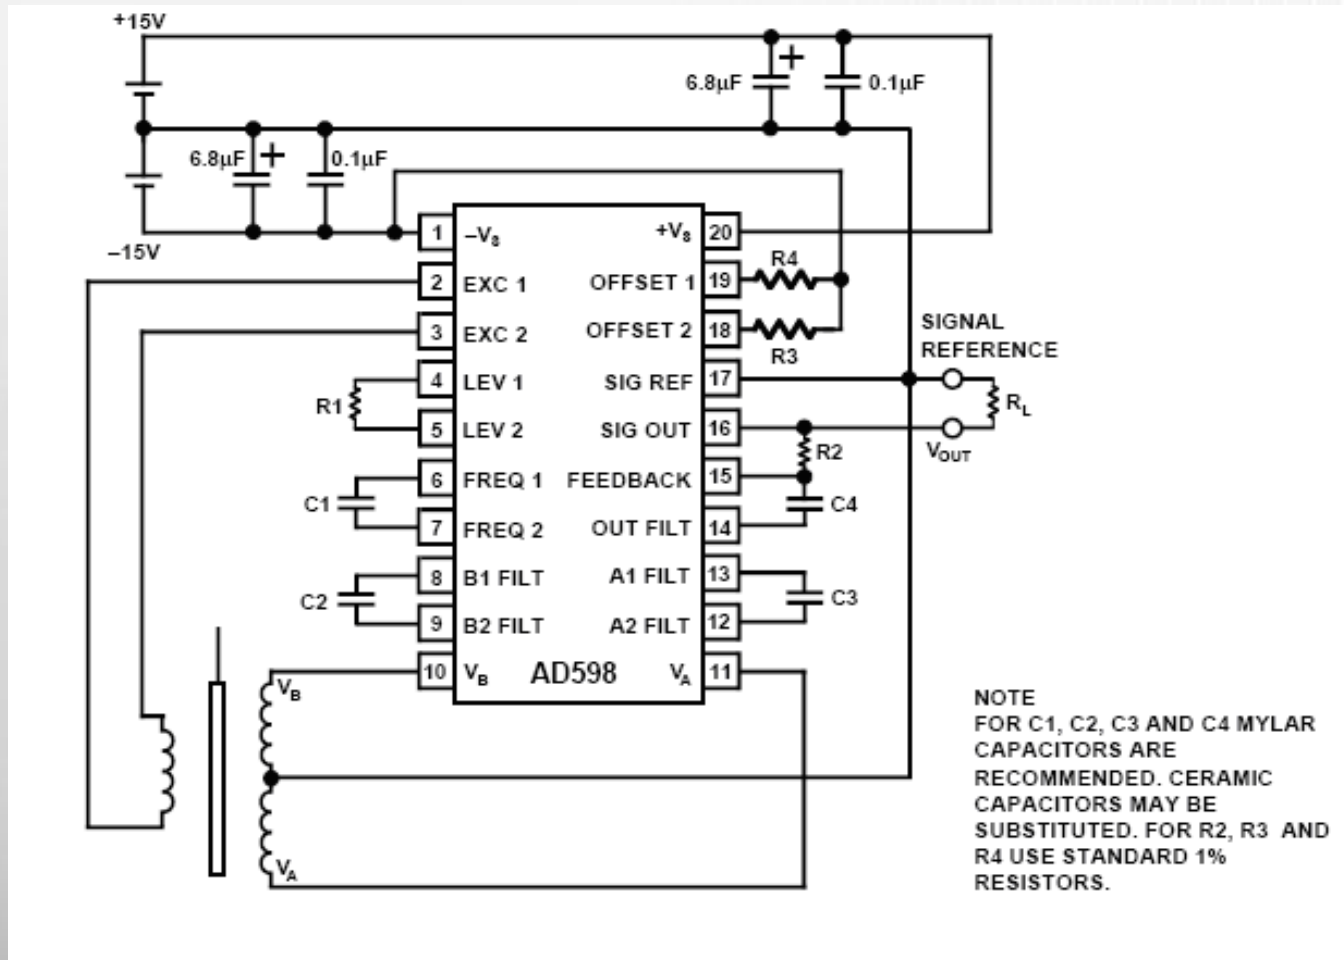 +15V
6.8µF
+
0.1µF
6.8µF
+
0.1µF
–15V
1
–VS
+VS
20
2
EXC 1
OFFSET 1
19
R4
3
EXC 2
OFFSET 2
18
R3
SIGNAL
REFERENCE
4
LEV 1
SIG REF
17
R1
RL
5
LEV 2
SIG OUT
16
R2
VOUT
6
FREQ 1
FEEDBACK
15
C1
C4
7
FREQ 2
OUT FILT
14
8
B1 FILT
A1 FILT
13
C2
C3
9
B2 FILT
A2 FILT
12
10
VB
AD598
VA
11
VB
VA
NOTE
FOR C1, C2, C3 AND C4 MYLAR
CAPACITORS ARE
RECOMMENDED. CERAMIC
CAPACITORS MAY BE
SUBSTITUTED. FOR R2, R3 AND
R4 USE STANDARD 1%
RESISTORS.